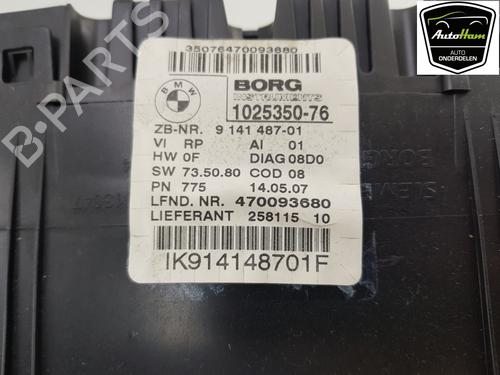 35076470093680
BMW
BORG
INSTRUMENTS
1025350-76
ZB-NR. 9 141 487-01
VI RP AI 01
HW 0F DIAG 08D0
SW 73.50.80 COD 08
PN 775 14.05.07
LFND. NR. 470093680
LIEFERANT 258115 10
IK914148701F
AutoHam
AUTO
ONDERDELEN
B-PARTS
BORG
SIEME